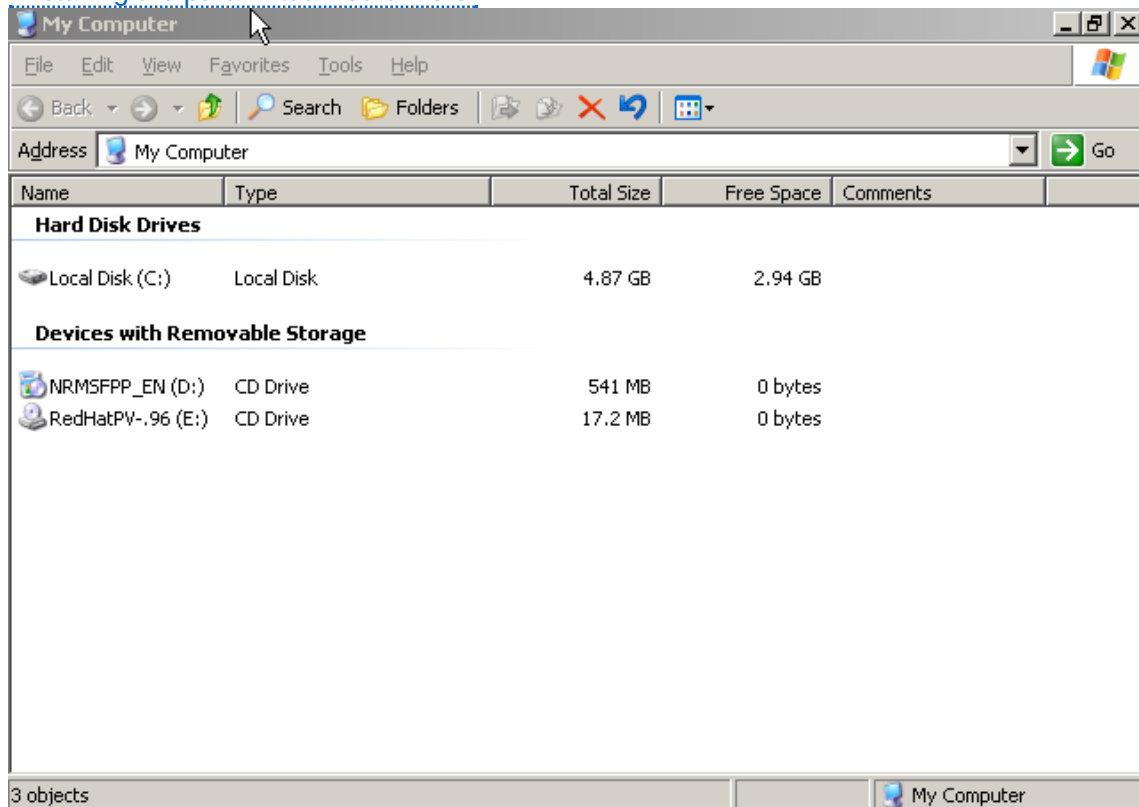 My Computer
File Edit View Favorites Tools Help
Back Search Folders
Address My Computer Go
Name Type Total Size Free Space Comments
Hard Disk Drives
Local Disk (C:) Local Disk 4.87 GB 2.94 GB
Devices with Removable Storage
NRMSFPP_EN (D:) CD Drive 541 MB 0 bytes
RedHatPV-.96 (E:) CD Drive 17.2 MB 0 bytes
3 objects My Computer